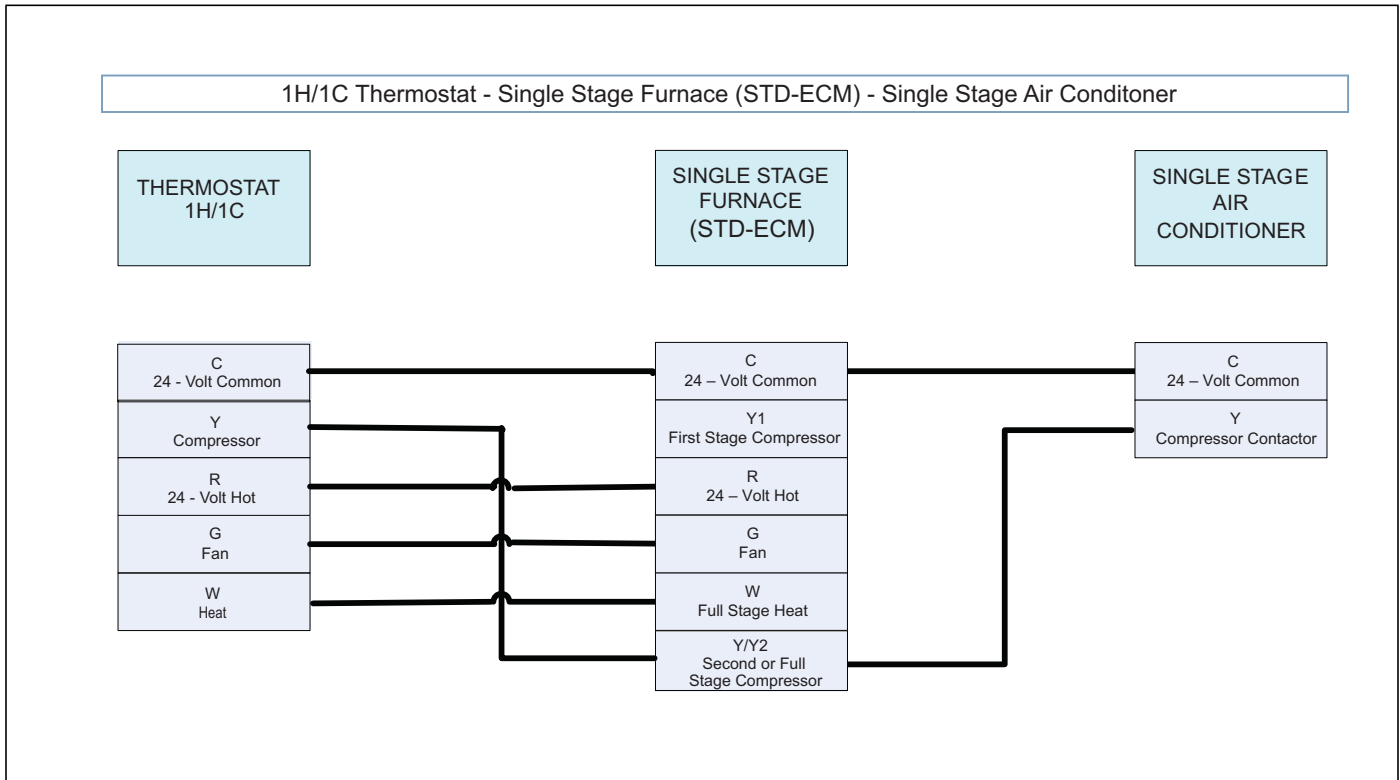 1H/1C Thermostat - Single Stage Furnace (STD-ECM) - Single Stage Air Conditoner
THERMOSTAT
1H/1C
SINGLE STAGE
FURNACE
(STD-ECM)
SINGLE STAGE
AIR
CONDITIONER
C
24 - Volt Common
Y
Compressor
R
24 - Volt Hot
G
Fan
W
Heat
C
24 – Volt Common
Y1
First Stage Compressor
R
24 – Volt Hot
G
Fan
W
Full Stage Heat
Y/Y2
Second or Full
Stage Compressor
C
24 – Volt Common
Y
Compressor Contactor